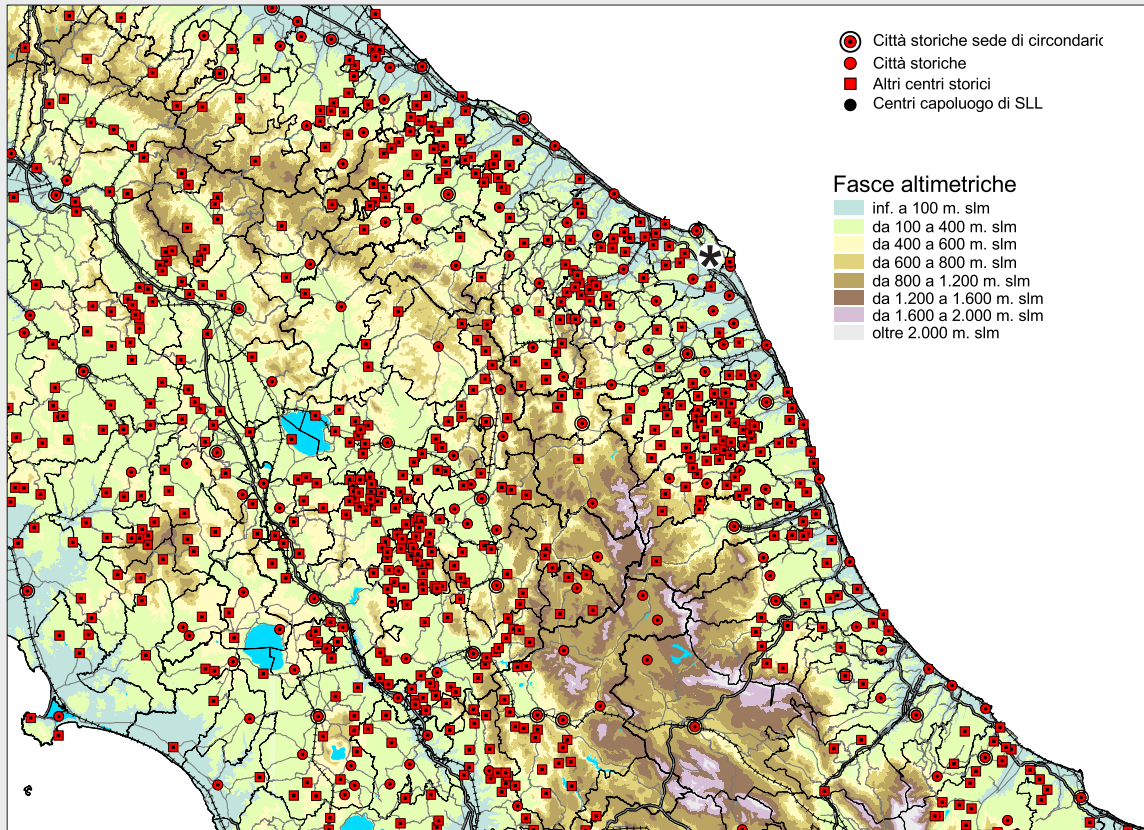 Città storiche sede di circondaric
Città storiche
Altri centri storici
Centri capoluogo di SLL
Fasce altimetriche
inf. a 100 m. slm
da 100 a 400 m. slm
da 400 a 600 m. slm
da 600 a 800 m. slm
da 800 a 1.200 m. slm
da 1.200 a 1.600 m. slm
da 1.600 a 2.000 m. slm
oltre 2.000 m. slm
*